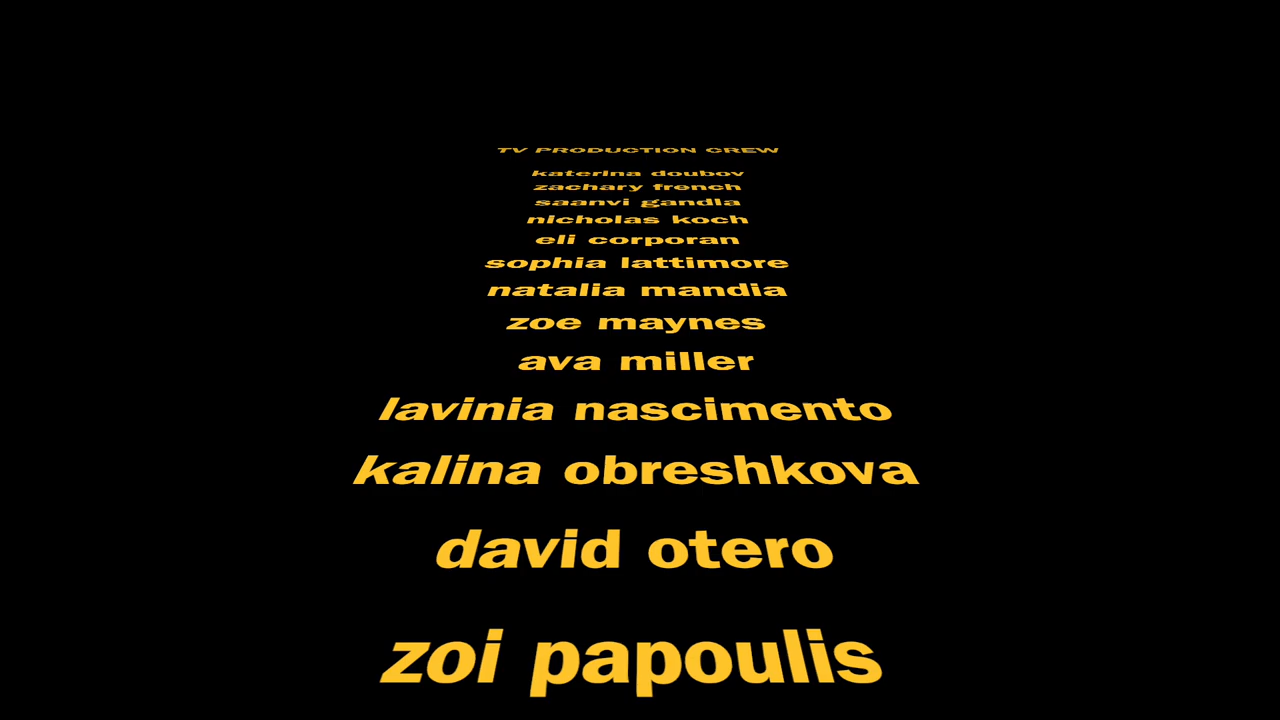 TV PRODUCTION CREW
katerina doubov
zachary french
saanvi gandla
nicholas koch
eli corporan
sophia lattimore
natalia mandia
zoe maynes
ava miller
lavinia nascimento
kalina obreshkova
david otero
zoi papoulis